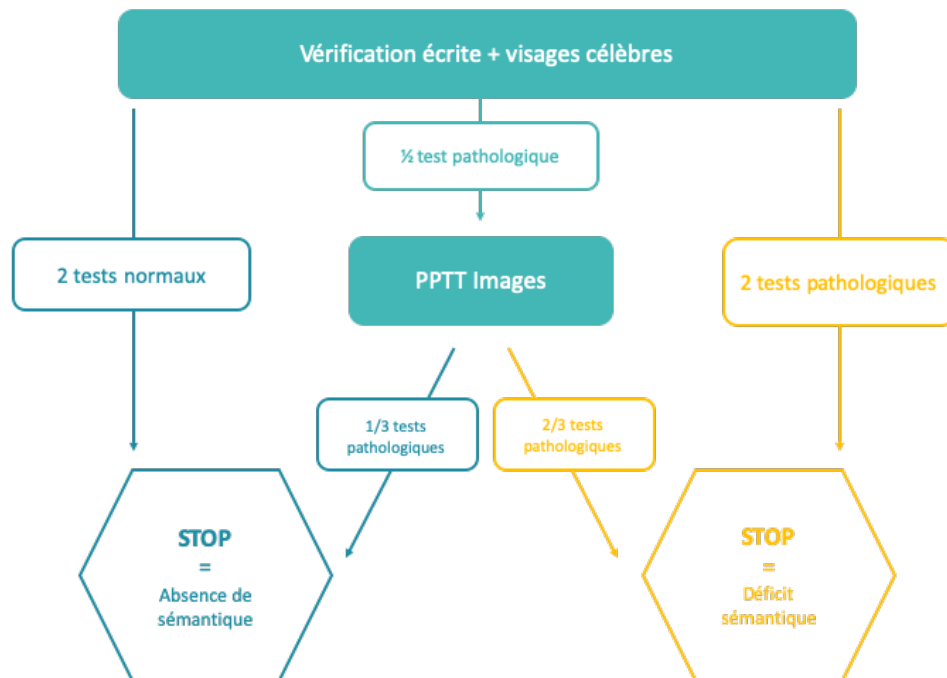 Vérification écrite + visages célèbres
½ test pathologique
2 tests normaux
PPTT Images
2 tests pathologiques
1/3 tests
pathologiques
2/3 tests
pathologiques
STOP
=
Absence de
sémantique
STOP
=
Déficit
sémantique